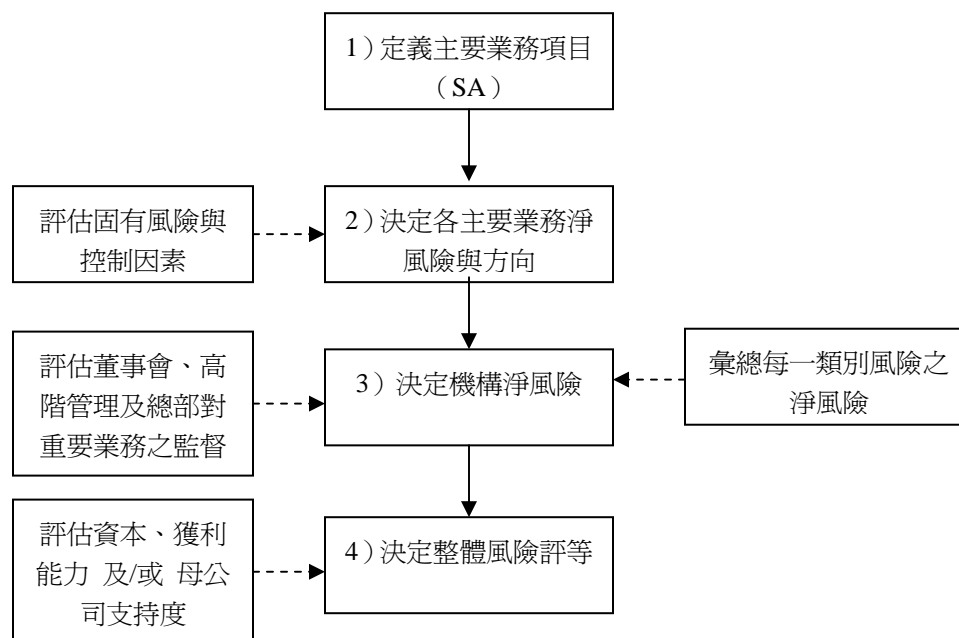 1）定義主要業務項目
（SA）
評估固有風險與
控制因素
2）決定各主要業務淨
風險與方向
評估董事會、高
階管理及總部對
重要業務之監督
3）決定機構淨風險
彙總每一類別風險之
淨風險
評估資本、獲利
能力 及/或 母公
司支持度
4）決定整體風險評等